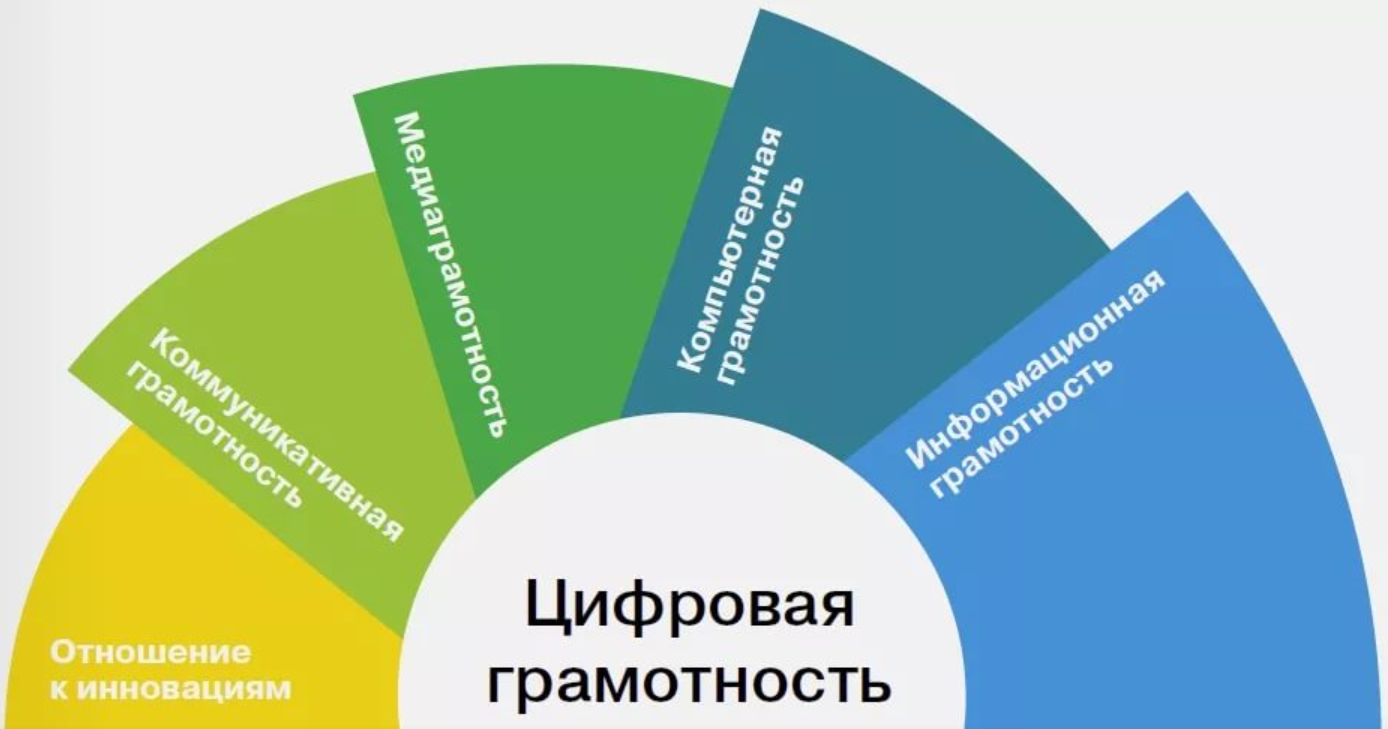 Отношение
к инновациям
Коммуникативная
грамотность
Медиаграмотность
Компьютерная
грамотность
Информационная
грамотность
Цифровая
грамотность